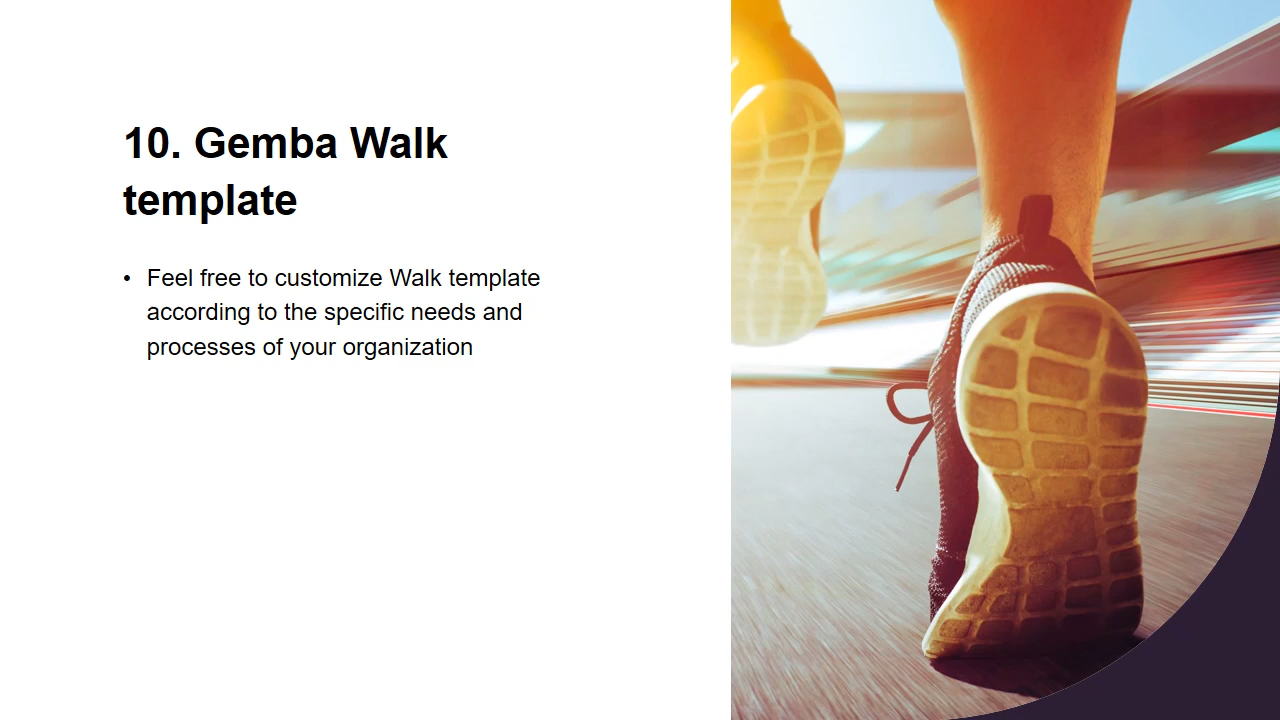 10. Gemba Walk
template
• Feel free to customize Walk template
according to the specific needs and
processes of your organization